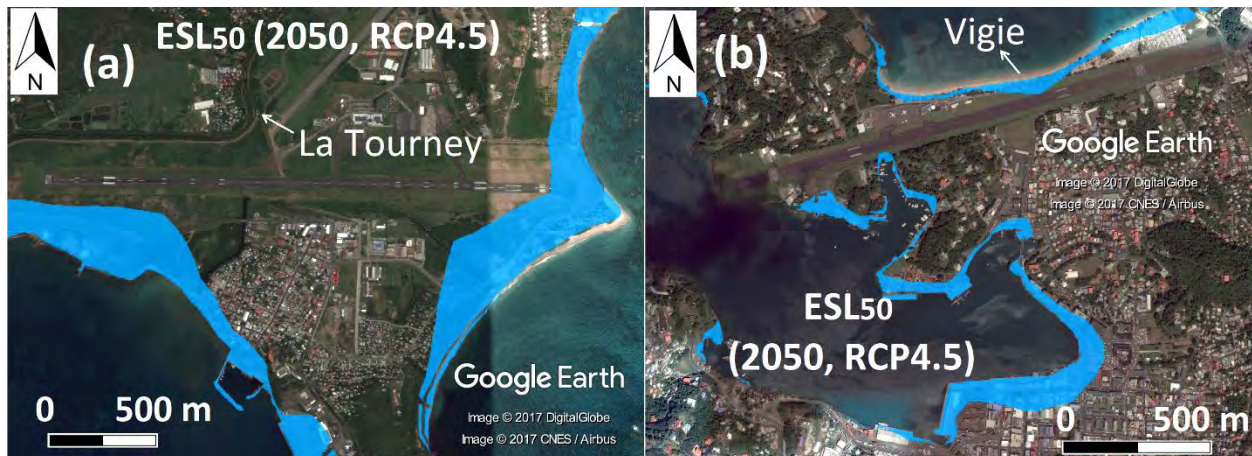 ESL50 (2050, RCP4.5)
(a)
N
La Tourney
Google Earth
Image © 2017 DigitalGlobe
Image © 2017 CNES / Airbus
0 500 m
Vigie
(b)
N
Google Earth
Image © 2017 DigitalGlobe
Image © 2017 CNES / Airbus
ESL50
(2050, RCP4.5)
0 500 m